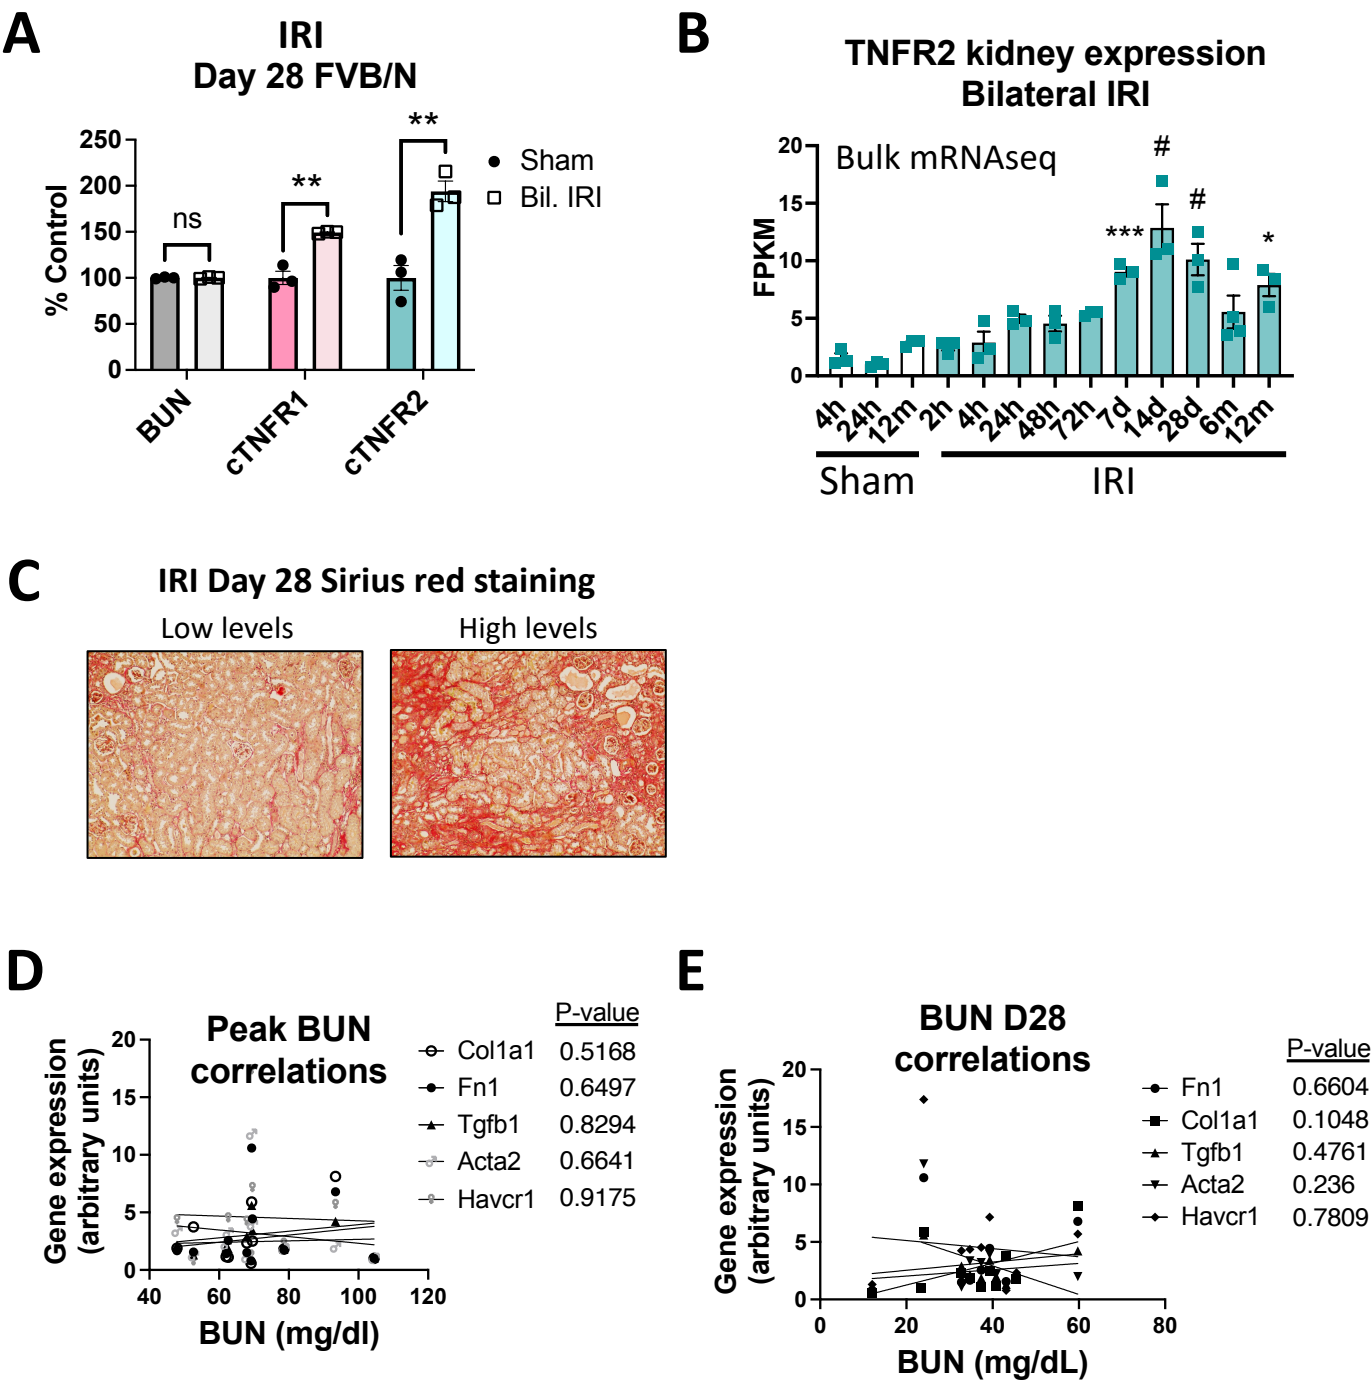 A
IRI
Day 28 FVB/N
250
200
150
100
50
0
% Control
ns
**
**
Sham
Bil. IRI
BUN
cTNFR1
cTNFR2
B
TNFR2 kidney expression
Bilateral IRI
Bulk mRNAseq
20
15
10
5
0
FPKM
***
#
#
*
4h
24h
12m
2h
4h
24h
48h
72h
7d
14d
28d
6m
12m
Sham
IRI
C
IRI Day 28 Sirius red staining
Low levels
High levels
D
Peak BUN
correlations
Gene expression
(arbitrary units)
20
15
10
5
0
40
60
80
100
120
BUN (mg/dl)
P-value
Col1a1 0.5168
Fn1 0.6497
Tgfb1 0.8294
Acta2 0.6641
Havcr1 0.9175
E
BUN D28
correlations
Gene expression
(arbitrary units)
20
15
10
5
0
0
20
40
60
80
BUN (mg/dL)
P-value
Fn1 0.6604
Col1a1 0.1048
Tgfb1 0.4761
Acta2 0.236
Havcr1 0.7809